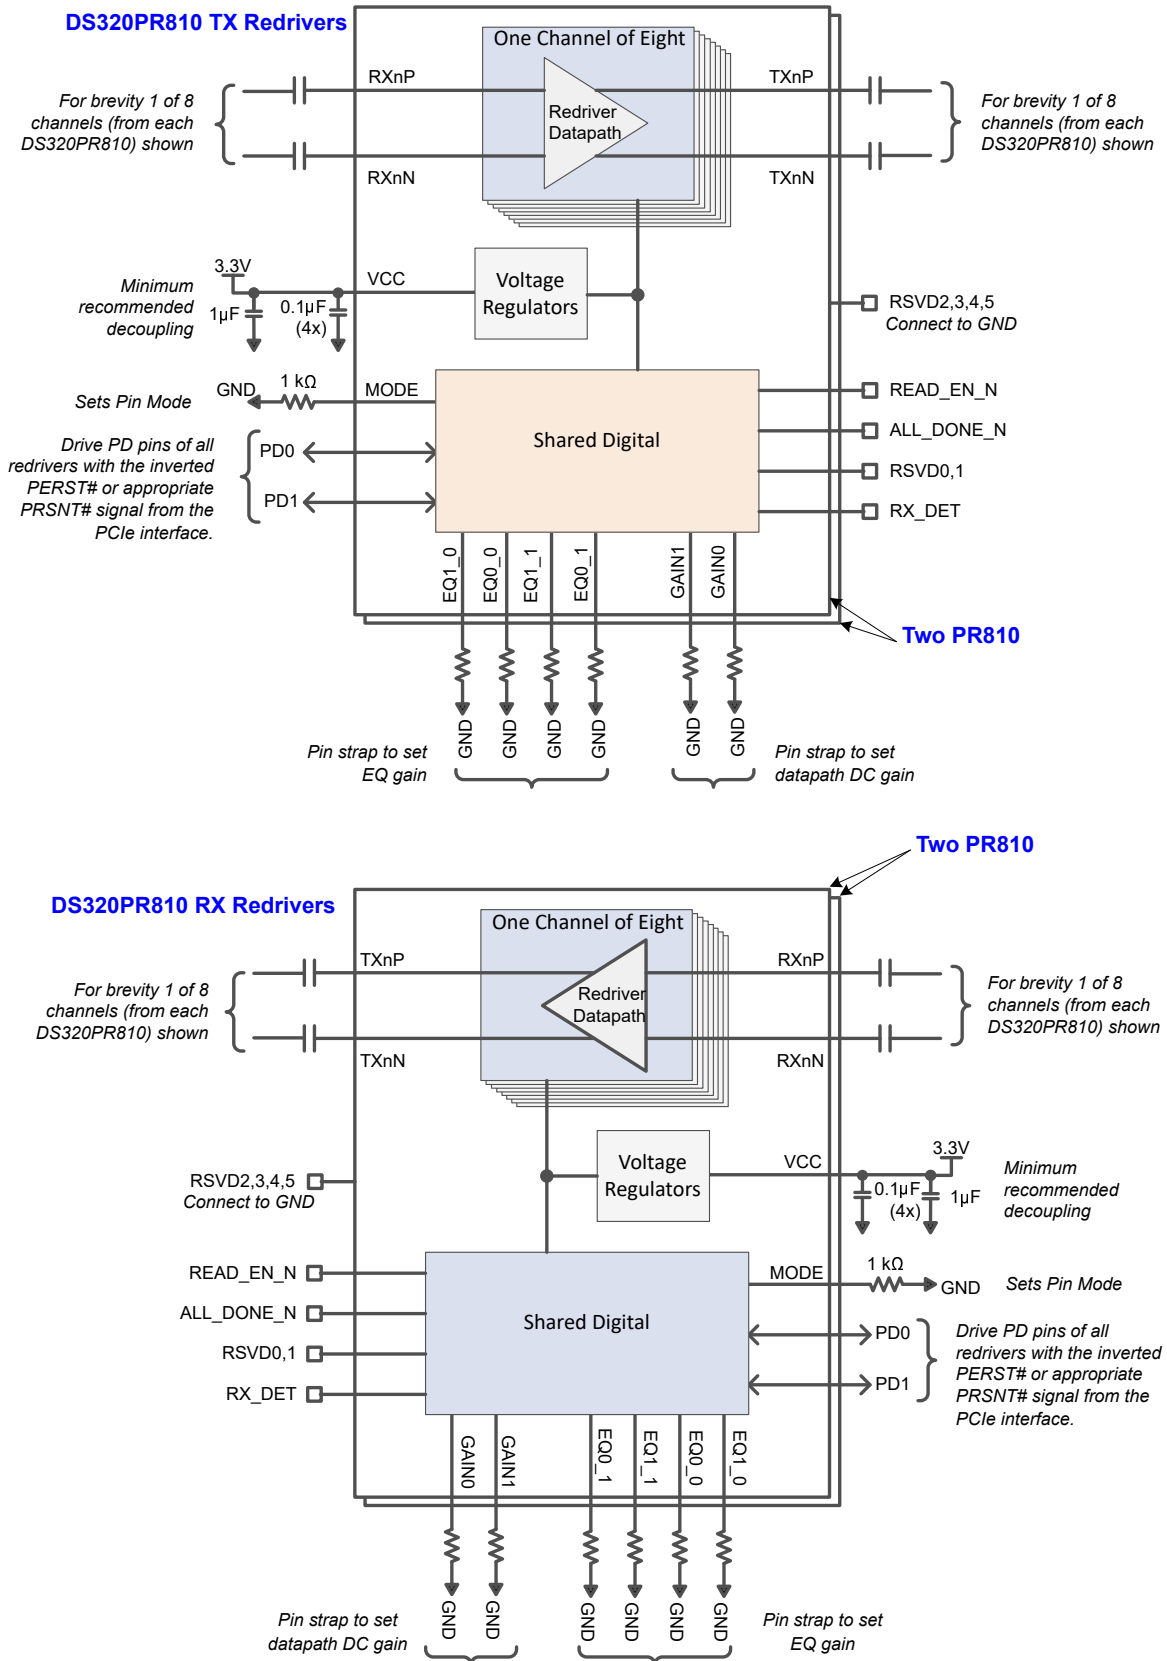 DS320PR810 TX Redrivers
One Channel of Eight
RXnP
TXnP
For brevity 1 of 8
channels (from each
DS320PR810) shown
Redriver
Datapath
For brevity 1 of 8
channels (from each
DS320PR810) shown
RXnN
TXnN
3.3V
VCC
Minimum
recommended
decoupling
1µF
0.1µF
(4x)
Voltage
Regulators
RSVD2,3,4,5
Connect to GND
Sets Pin Mode
GND
1 kΩ
MODE
READ_EN_N
Shared Digital
ALL_DONE_N
Drive PD pins of all
redrivers with the inverted
PERST# or appropriate
PRSNT# signal from the
PCIe interface.
PD0
PD1
RSVD0,1
RX_DET
EQ1_0
EQ0_0
EQ1_1
EQ0_1
GAIN1
GAIN0
Two PR810
GND
GND
GND
GND
GND
GND
Pin strap to set
EQ gain
Pin strap to set
datapath DC gain
Two PR810
DS320PR810 RX Redrivers
One Channel of Eight
TXnP
RXnP
For brevity 1 of 8
channels (from each
DS320PR810) shown
Redriver
Datapath
For brevity 1 of 8
channels (from each
DS320PR810) shown
TXnN
RXnN
RSVD2,3,4,5
Connect to GND
Voltage
Regulators
VCC
3.3V
0.1µF
(4x)
1µF
Minimum
recommended
decoupling
READ_EN_N
MODE
1 kΩ
GND
Sets Pin Mode
ALL_DONE_N
Shared Digital
RSVD0,1
RX_DET
PD0
PD1
Drive PD pins of all
redrivers with the inverted
PERST# or appropriate
PRSNT# signal from the
PCIe interface.
GAIN0
GAIN1
EQ0_1
EQ1_1
EQ0_0
EQ1_0
GND
GND
GND
GND
GND
GND
Pin strap to set
datapath DC gain
Pin strap to set
EQ gain